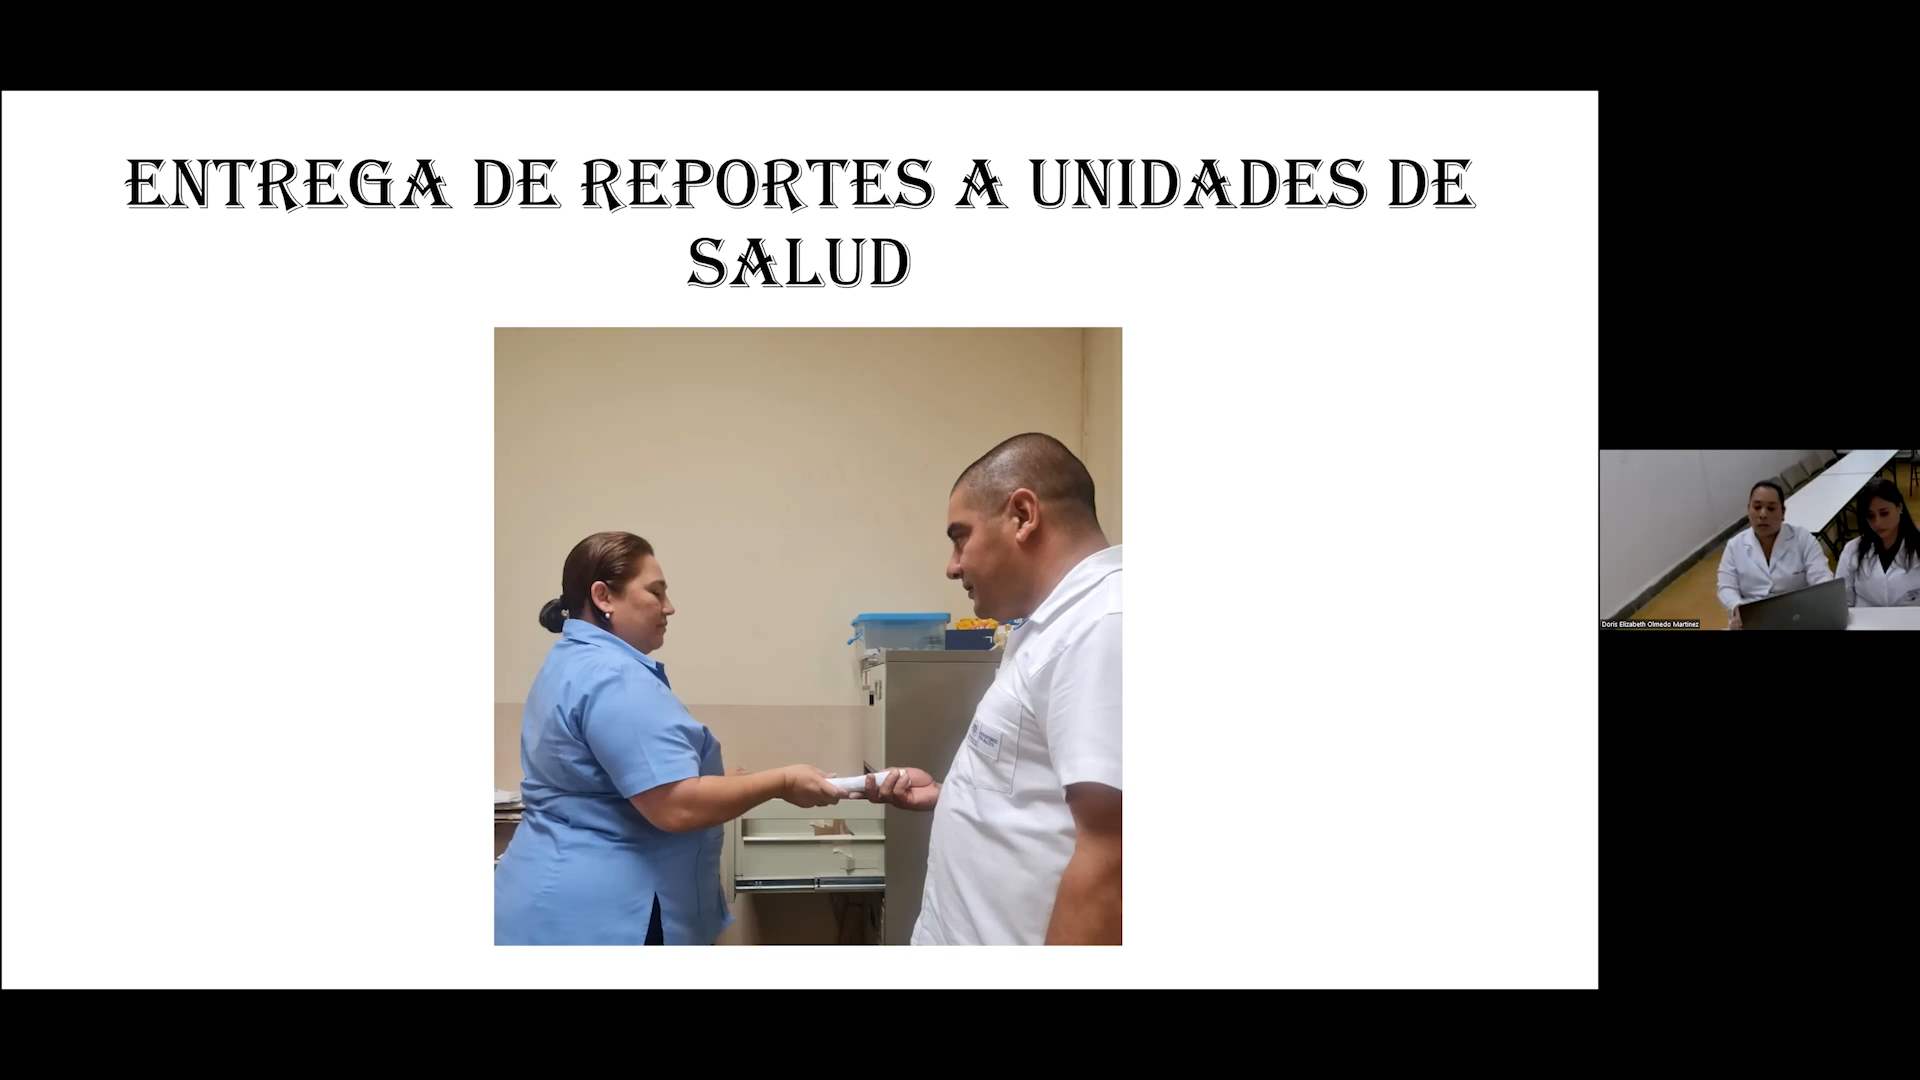 ENTREGA DE REPORTES A UNIDADES DE
SALUD
Doris Elizabeth Olmedo Martinez